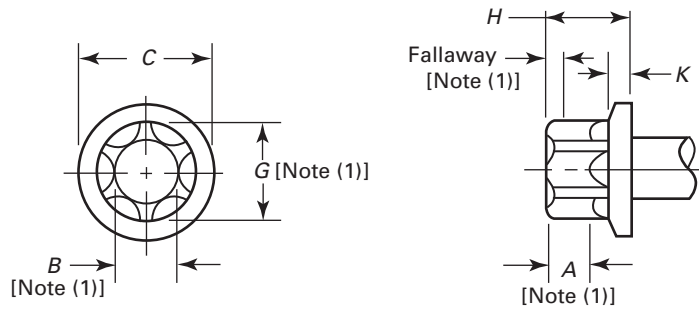 H
C
Fallaway
[Note (1)]
K
G [Note (1)]
B
[Note (1)]
A
[Note (1)]